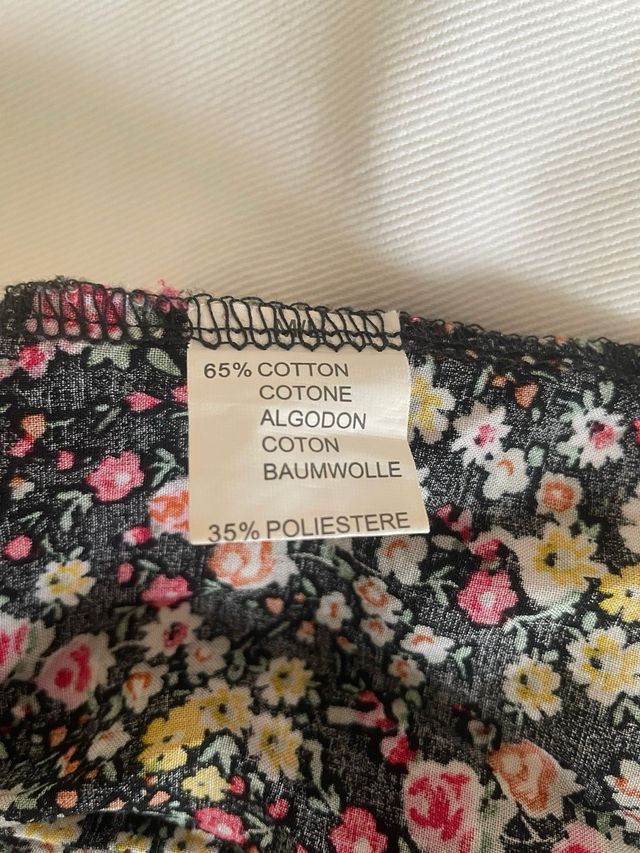 65% COTTON
COTONE
ALGODON
COTON
BAUMWOLLE
35% POLIESTERE